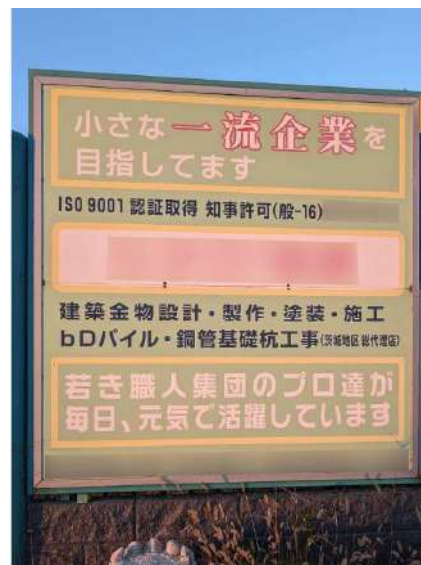 小さな一流企業を
目指してます
ISO 9001 認証取得 知事許可(般-16)
建築金物設計・製作・塗装・施工
bDパイル・鋼管基礎杭工事(茨城地区 総代理店)
若き職人集団のプロ達が
毎日、元気で活躍しています